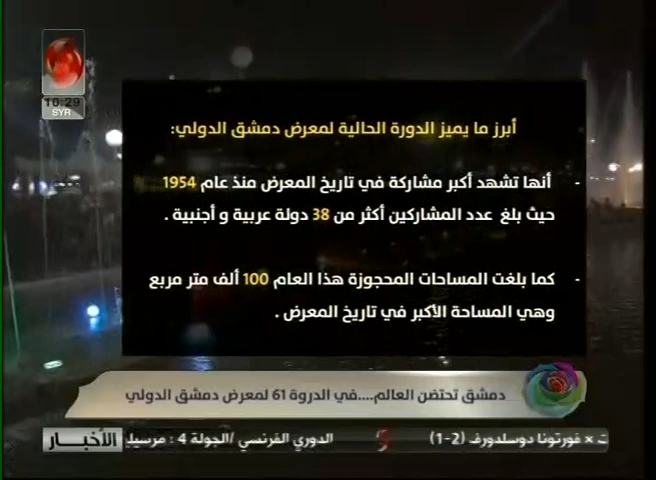 10:29
SYR
أبرز ما يميز الدورة الحالية لمعرض دمشق الدولي:
- أنها تشهد أكبر مشاركة في تاريخ المعرض منذ عام 1954
حيث بلغ عدد المشاركين أكثر من 38 دولة عربية و أجنبية .
- كما بلغت المساحات المحجوزة هذا العام 100 ألف متر مربع
وهي المساحة الأكبر في تاريخ المعرض .
دمشق تحتضن العالم....في الدروة 61 لمعرض دمشق الدولي
الأخبار
الدوري الفرنسي /الجولة 4 : مرسيل
× فورتونا دوسلدورف (2-1)